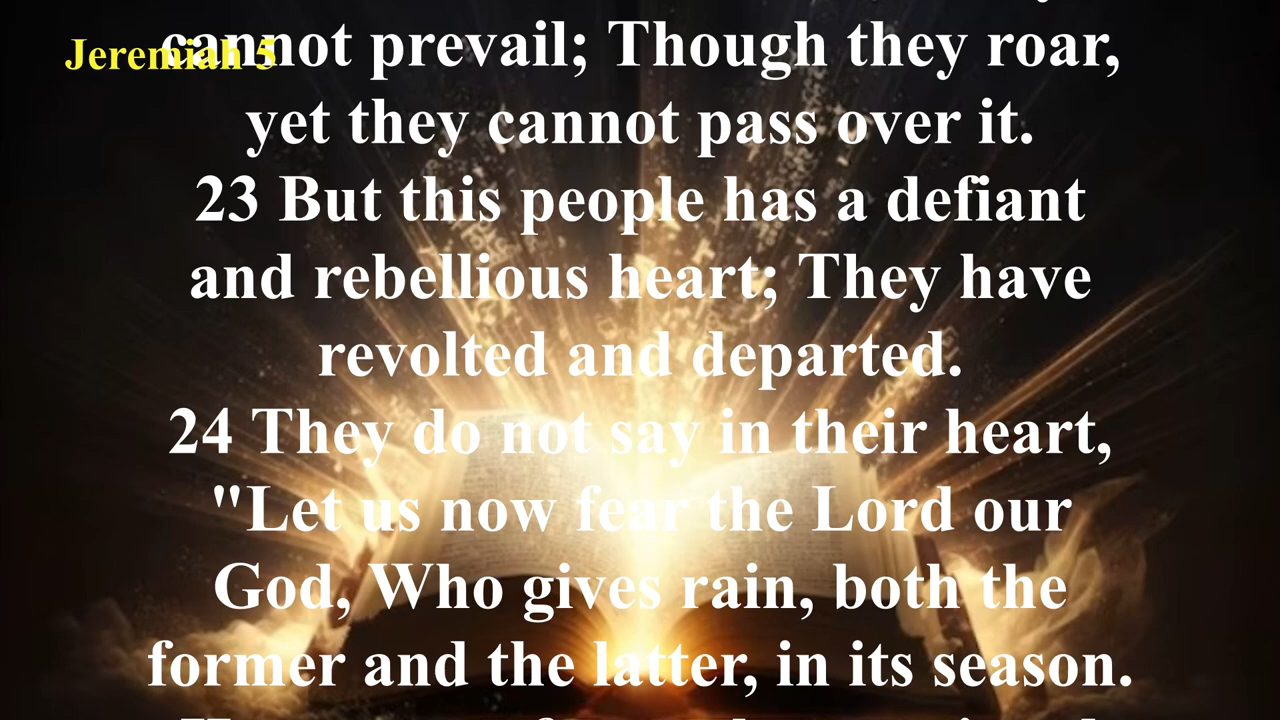 Jeremiah 5
cannot prevail; Though they roar,
yet they cannot pass over it.
23 But this people has a defiant
and rebellious heart; They have
revolted and departed.
24 They do not say in their heart,
"Let us now fear the Lord our
God, Who gives rain, both the
former and the latter, in its season.